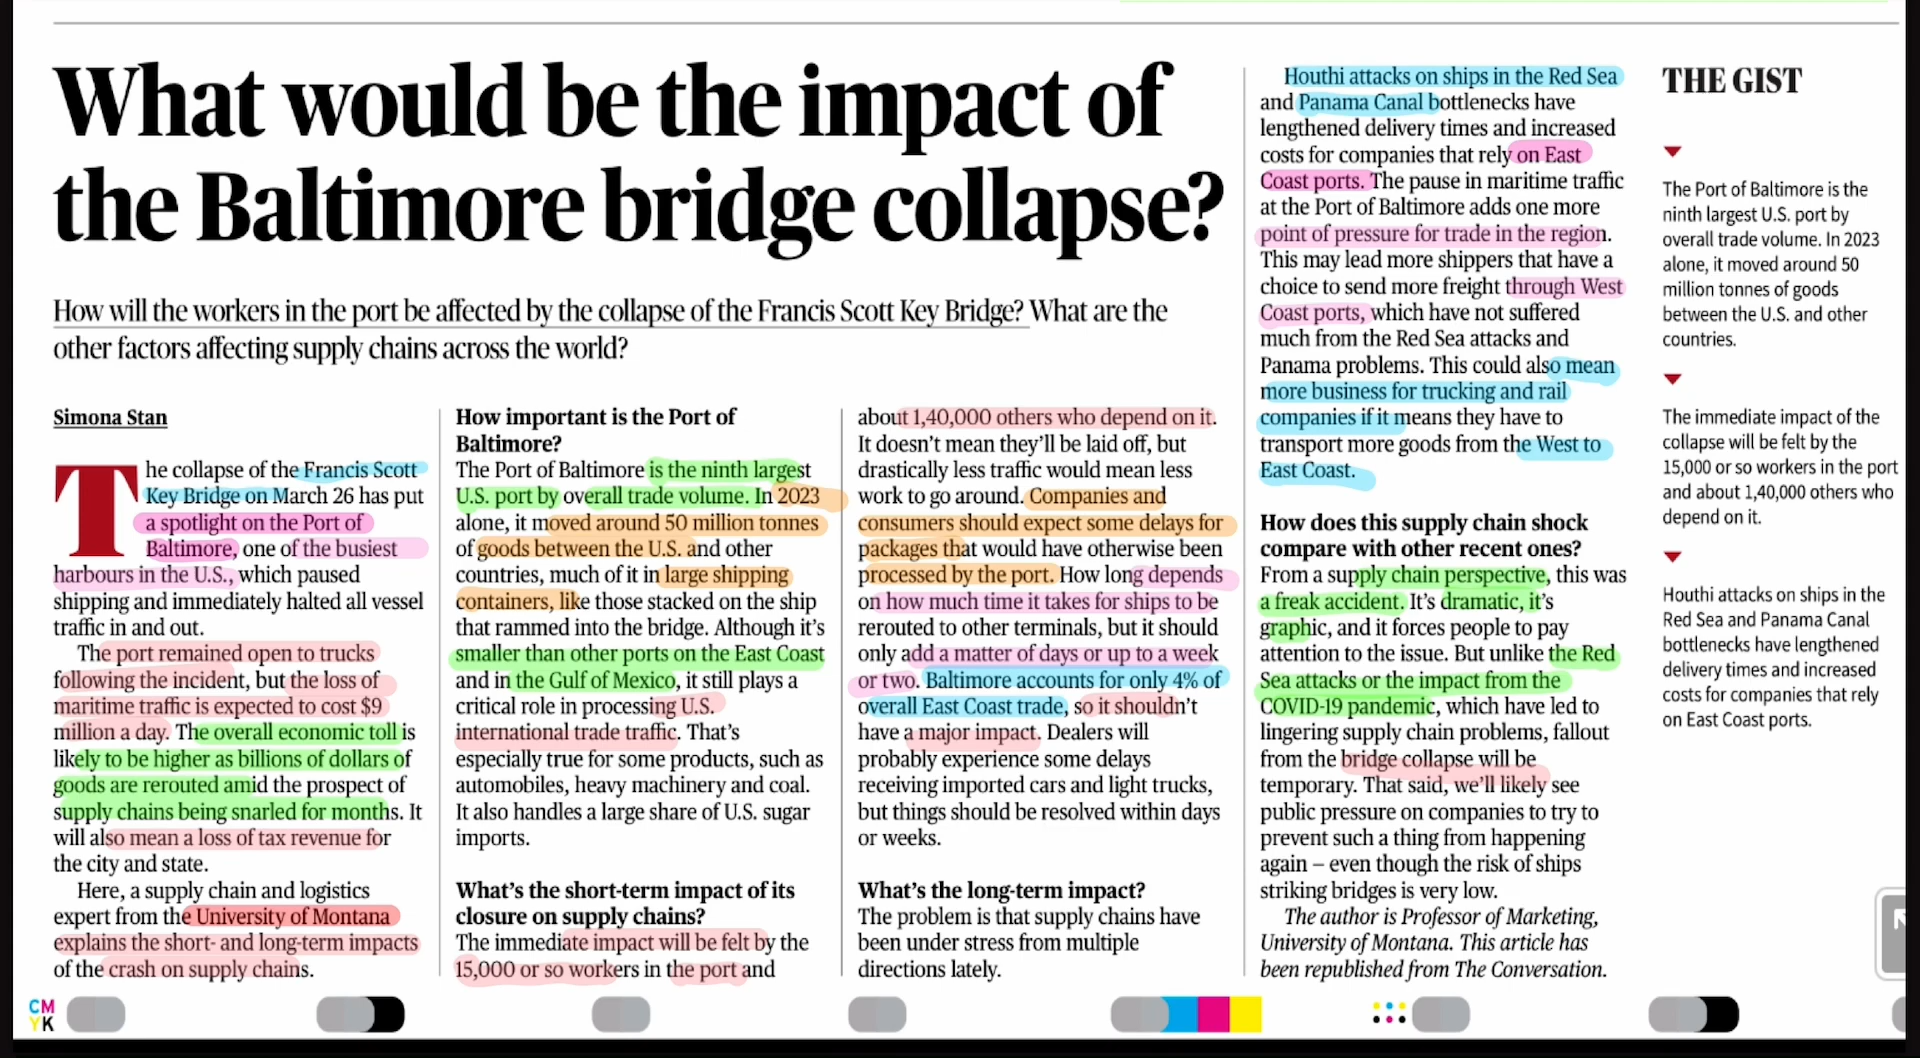 What would be the impact of
the Baltimore bridge collapse?
How will the workers in the port be affected by the collapse of the Francis Scott Key Bridge? What are the
other factors affecting supply chains across the world?
Simona Stan
The collapse of the Francis Scott
Key Bridge on March 26 has put
a spotlight on the Port of
Baltimore, one of the busiest
harbours in the U.S., which paused
shipping and immediately halted all vessel
traffic in and out.
The port remained open to trucks
following the incident, but the loss of
maritime traffic is expected to cost $9
million a day. The overall economic toll is
likely to be higher as billions of dollars of
goods are rerouted amid the prospect of
supply chains being snarled for months. It
will also mean a loss of tax revenue for
the city and state.
Here, a supply chain and logistics
expert from the University of Montana
explains the short- and long-term impacts
of the crash on supply chains.
How important is the Port of
Baltimore?
The Port of Baltimore is the ninth largest
U.S. port by overall trade volume. In 2023
alone, it moved around 50 million tonnes
of goods between the U.S. and other
countries, much of it in large shipping
containers, like those stacked on the ship
that rammed into the bridge. Although it's
smaller than other ports on the East Coast
and in the Gulf of Mexico, it still plays a
critical role in processing U.S.
international trade traffic. That's
especially true for some products, such as
automobiles, heavy machinery and coal.
It also handles a large share of U.S. sugar
imports.
What's the short-term impact of its
closure on supply chains?
The immediate impact will be felt by the
15,000 or so workers in the port and
about 1,40,000 others who depend on it.
It doesn't mean they'll be laid off, but
drastically less traffic would mean less
work to go around. Companies and
consumers should expect some delays for
packages that would have otherwise been
processed by the port. How long depends
on how much time it takes for ships to be
rerouted to other terminals, but it should
only add a matter of days or up to a week
or two. Baltimore accounts for only 4% of
overall East Coast trade, so it shouldn't
have a major impact. Dealers will
probably experience some delays
receiving imported cars and light trucks,
but things should be resolved within days
or weeks.
What's the long-term impact?
The problem is that supply chains have
been under stress from multiple
directions lately.
Houthi attacks on ships in the Red Sea
and Panama Canal bottlenecks have
lengthened delivery times and increased
costs for companies that rely on East
Coast ports. The pause in maritime traffic
at the Port of Baltimore adds one more
point of pressure for trade in the region.
This may lead more shippers that have a
choice to send more freight through West
Coast ports, which have not suffered
much from the Red Sea attacks and
Panama problems. This could also mean
more business for trucking and rail
companies if it means they have to
transport more goods from the West to
East Coast.
How does this supply chain shock
compare with other recent ones?
From a supply chain perspective, this was
a freak accident. It's dramatic, it's
graphic, and it forces people to pay
attention to the issue. But unlike the Red
Sea attacks or the impact from the
COVID-19 pandemic, which have led to
lingering supply chain problems, fallout
from the bridge collapse will be
temporary. That said, we'll likely see
public pressure on companies to try to
prevent such a thing from happening
again – even though the risk of ships
striking bridges is very low.
The author is Professor of Marketing,
University of Montana. This article has
been republished from The Conversation.
THE GIST
The Port of Baltimore is the
ninth largest U.S. port by
overall trade volume. In 2023
alone, it moved around 50
million tonnes of goods
between the U.S. and other
countries.
The immediate impact of the
collapse will be felt by the
15,000 or so workers in the port
and about 1,40,000 others who
depend on it.
Houthi attacks on ships in the
Red Sea and Panama Canal
bottlenecks have lengthened
delivery times and increased
costs for companies that rely
on East Coast ports.
CM
YK